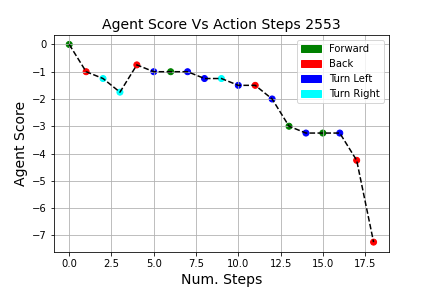 Agent Score Vs Action Steps 2553
Agent Score
0
−1
−2
−3
−4
−5
−6
−7
Forward
Back
Turn Left
Turn Right
0.0 2.5 5.0 7.5 10.0 12.5 15.0 17.5
Num. Steps